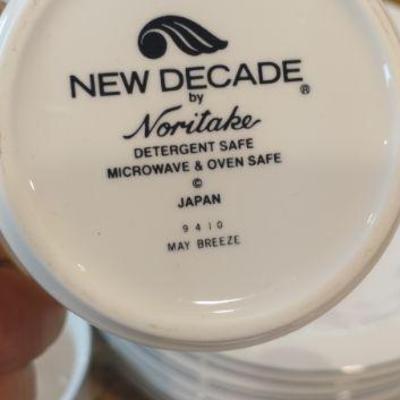 NEW DECADE ®
by
Noritake
DETERGENT SAFE
MICROWAVE & OVEN SAFE
©
JAPAN
9410
MAY BREEZE